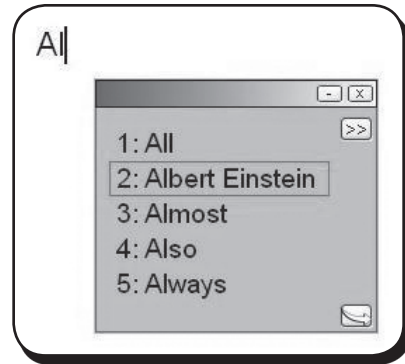 Al
- x
>>
1: All
2: Albert Einstein
3: Almost
4: Also
5: Always